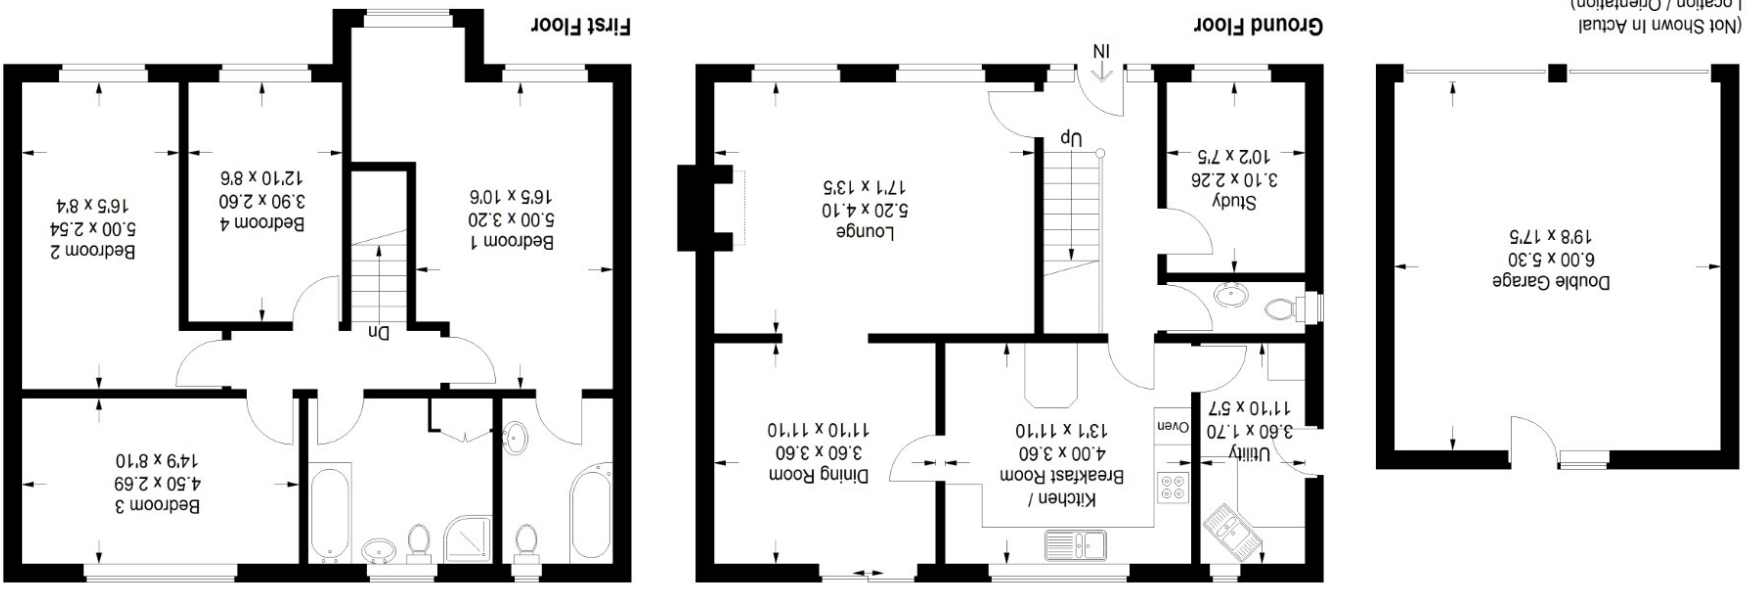 Double Garage
6.00 x 5.30
19'8 x 17'5
(Not Shown In Actual
Location / Orientation)
Utility
3.60 x 1.70
11'10 x 5'7
Kitchen /
Breakfast Room
4.00 x 3.60
13'1 x 11'10
Oven
Dining Room
3.60 x 3.60
11'10 x 11'10
Study
3.10 x 2.26
10'2 x 7'5
Up
Lounge
5.20 x 4.10
17'1 x 13'5
IN
Ground Floor
Bedroom 3
4.50 x 2.69
14'9 x 8'10
Dn
Bedroom 1
5.00 x 3.20
16'5 x 10'6
Bedroom 4
3.90 x 2.60
12'10 x 8'6
Bedroom 2
5.00 x 2.54
16'5 x 8'4
First Floor